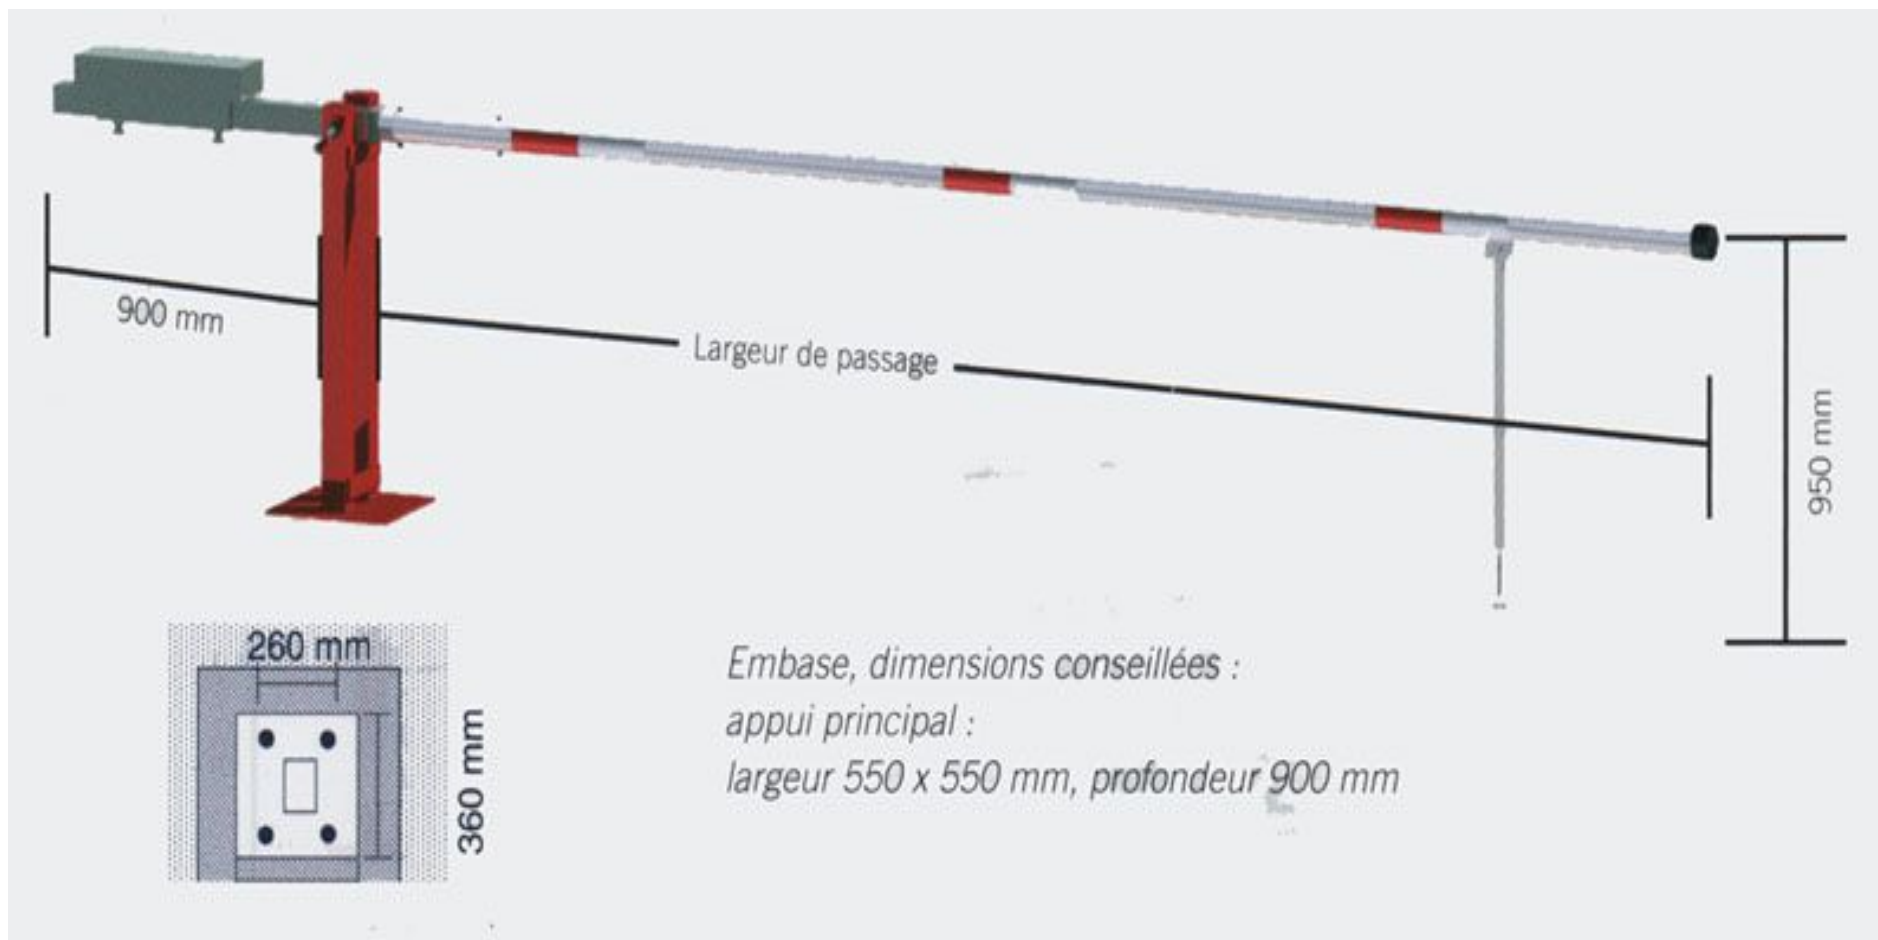 900 mm
Largeur de passage
950 mm
260 mm
360 mm
Embase, dimensions conseillées :
appui principal :
largeur 550 x 550 mm, profondeur 900 mm